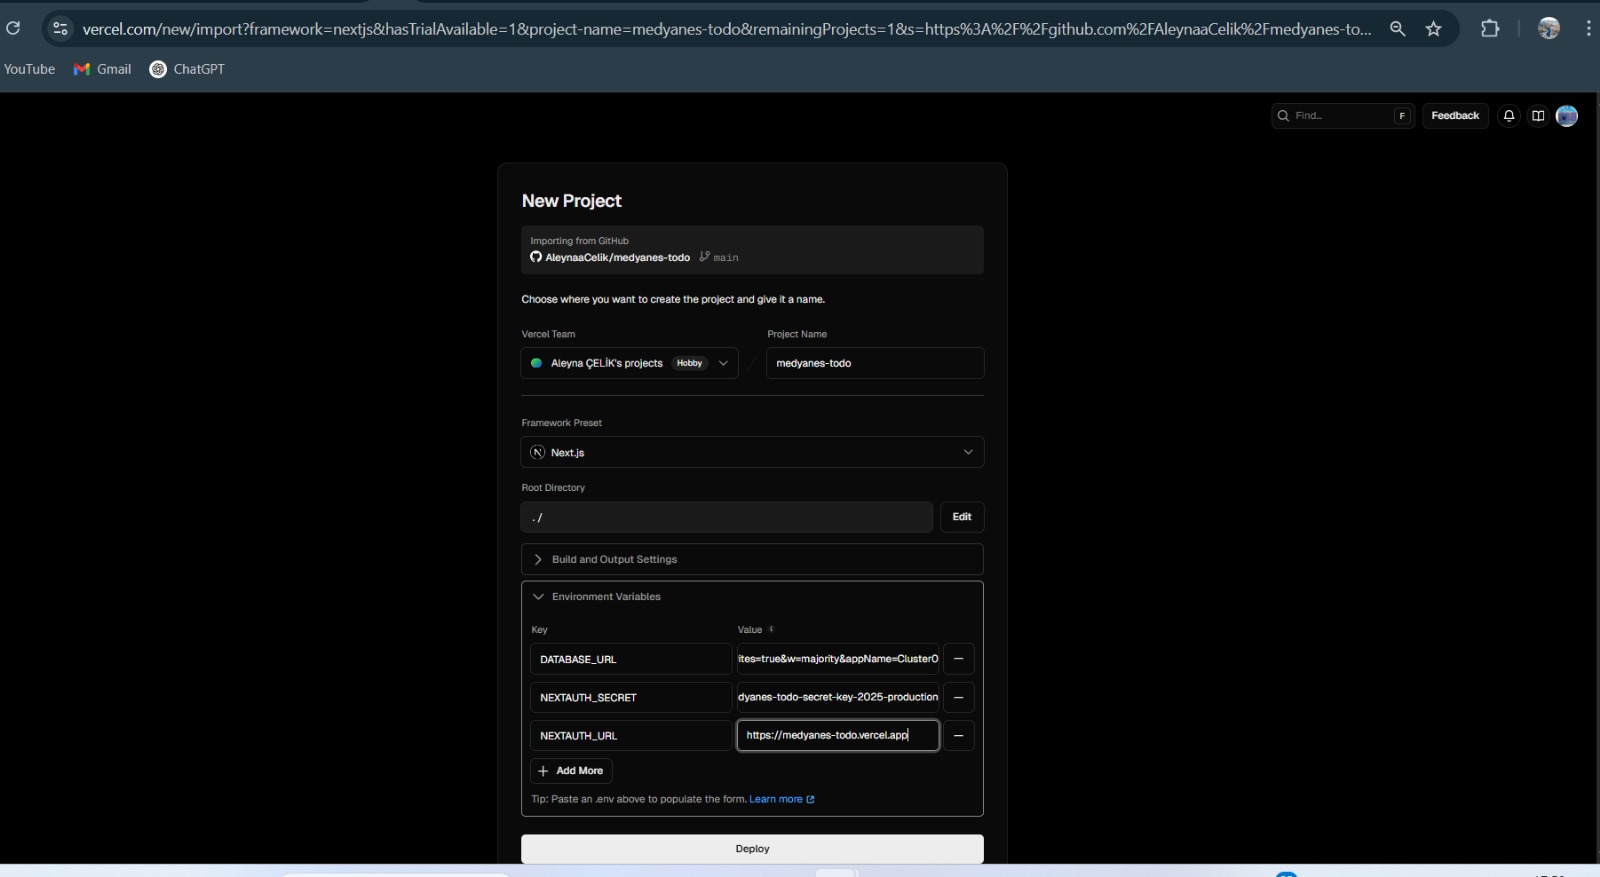 vercel.com/new/import?framework=nextjs&hasTrialAvailable=1&project-name=medyanes-todo&remainingProjects=1&s=https%3A%2F%2Fgithub.com%2FAleynaaCelik%2Fmedyanes-to...
YouTube Gmail ChatGPT
Find... F Feedback
New Project
Importing from GitHub
AleynaaCelik/medyanes-todo main
Choose where you want to create the project and give it a name.
Vercel Team Project Name
Aleyna ÇELİK's projects Hobby / medyanes-todo
Framework Preset
Next.js
Root Directory
./ Edit
Build and Output Settings
Environment Variables
Key Value
DATABASE_URL ites=true&w=majority&appName=Cluster0
NEXTAUTH_SECRET dyanes-todo-secret-key-2025-production
NEXTAUTH_URL https://medyanes-todo.vercel.app
Add More
Tip: Paste an .env above to populate the form. Learn more
Deploy